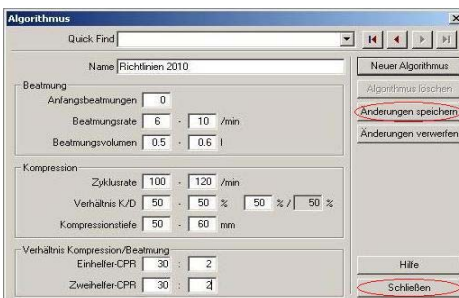 Algorithmus
Quick Find
Name Richtlinien 2010
Neuer Algorithmus
Algorithmus löschen
Änderungen speichern
Änderungen verwerfen
Beatmung
Anfangsbeatmungen 0
Beatmungsrate 6 - 10 /min
Beatmungsvolumen 0.5 - 0.6 l
Kompression
Zyklusrate 100 - 120 /min
Verhältnis K/D 50 - 50 % 50 % / 50 %
Kompressionstiefe 50 - 60 mm
Verhältnis Kompression/Beatmung
Einhelfer-CPR 30 : 2
Zweihelfer-CPR 30 : 2
Hilfe
Schließen